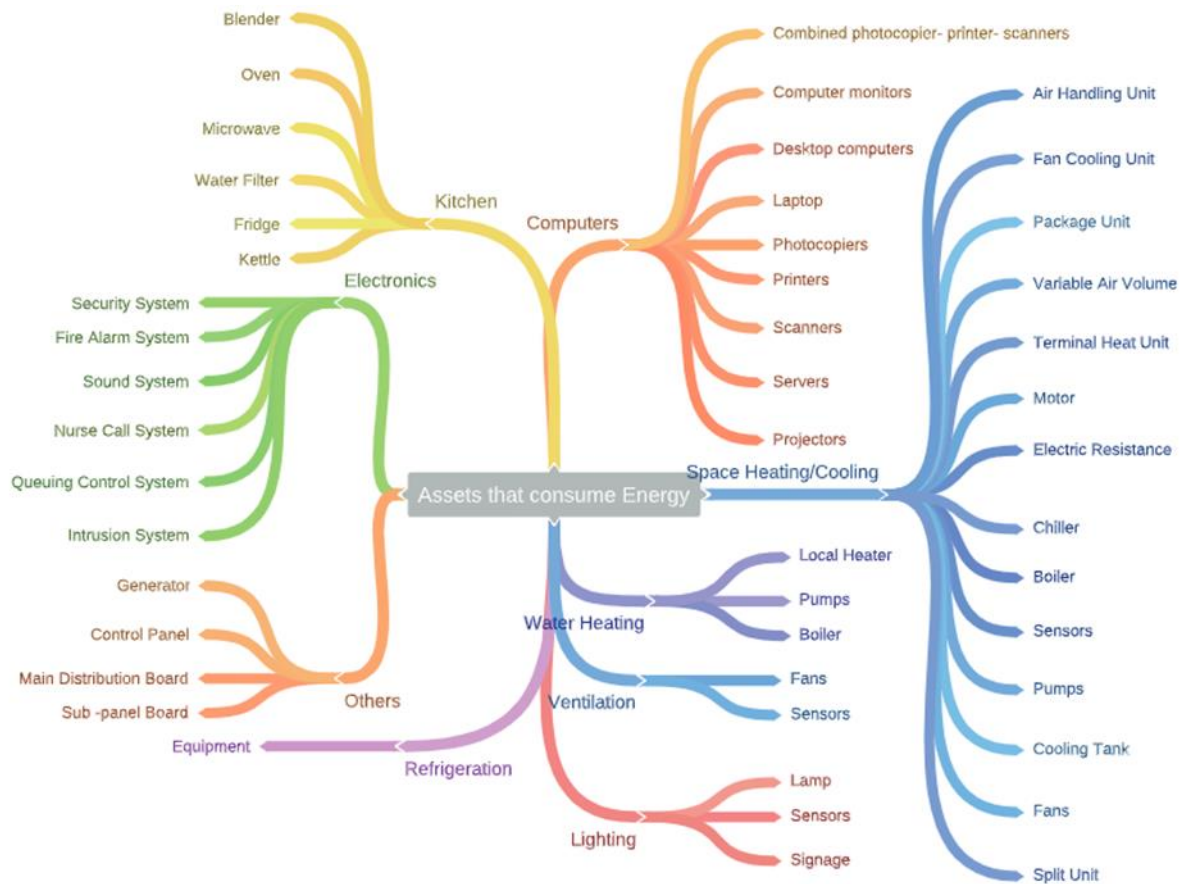 Assets that consume Energy
Kitchen
Blender
Oven
Microwave
Water Filter
Fridge
Kettle
Electronics
Security System
Fire Alarm System
Sound System
Nurse Call System
Queuing Control System
Intrusion System
Others
Generator
Control Panel
Main Distribution Board
Sub -panel Board
Refrigeration
Equipment
Computers
Combined photocopier- printer- scanners
Computer monitors
Desktop computers
Laptop
Photocopiers
Printers
Scanners
Servers
Projectors
Space Heating/Cooling
Air Handling Unit
Fan Cooling Unit
Package Unit
Variable Air Volume
Terminal Heat Unit
Motor
Electric Resistance
Chiller
Boiler
Sensors
Pumps
Cooling Tank
Fans
Split Unit
Water Heating
Local Heater
Pumps
Boiler
Ventilation
Fans
Sensors
Lighting
Lamp
Sensors
Signage